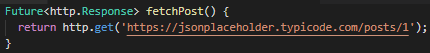 Future<http.Response> fetchPost() {
  return http.get('https://jsonplaceholder.typicode.com/posts/1');
}